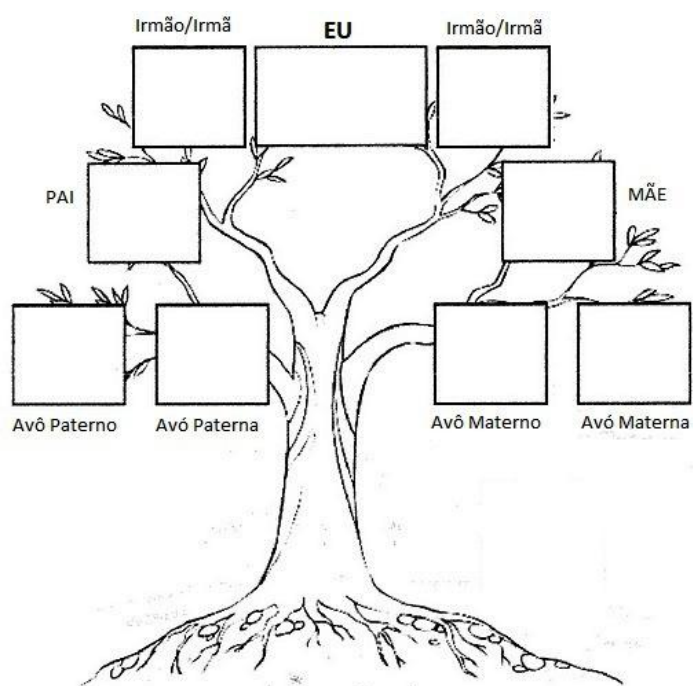 Irmão/Irmã
EU
Irmão/Irmã
PAI
MÃE
Avô Paterno
Avó Paterna
Avô Materno
Avó Materna